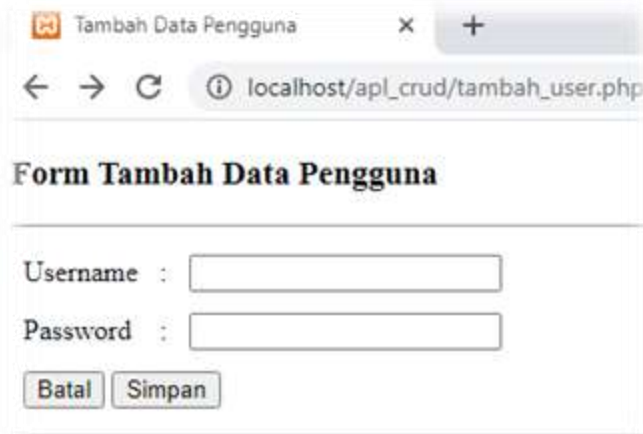 Tambah Data Pengguna
localhost/apl_crud/tambah_user.php
Form Tambah Data Pengguna
Username :
Password :
Batal Simpan